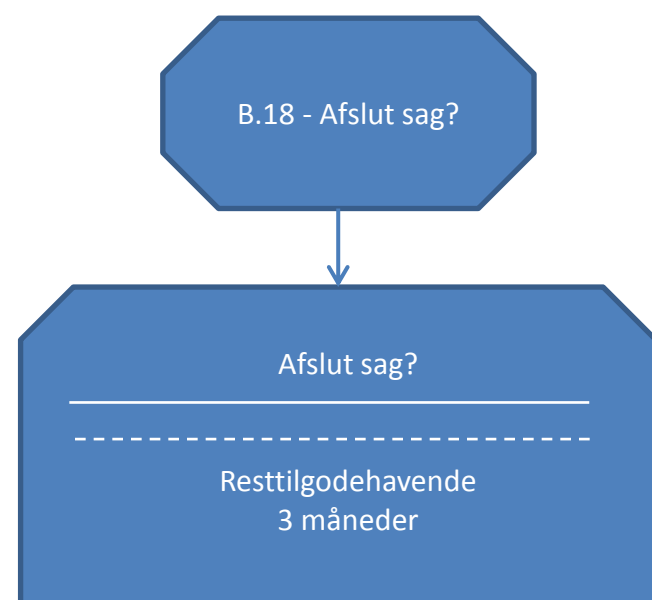 B.18 - Afslut sag?
Afslut sag?
Resttilgodehavende
3 måneder